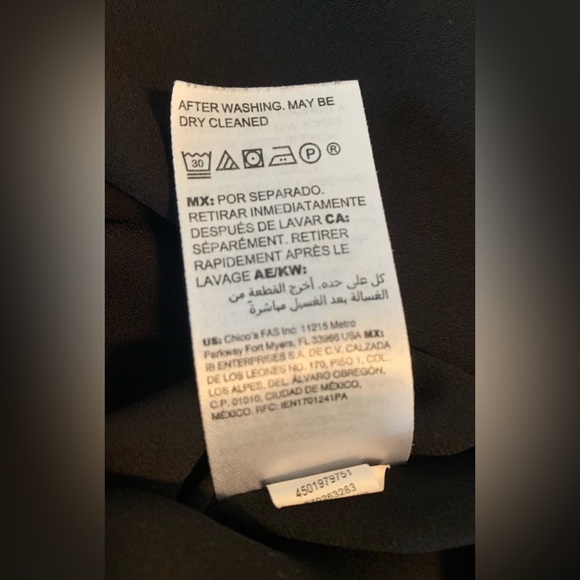 AFTER WASHING. MAY BE
DRY CLEANED
30 P ®
MX: POR SEPARADO.
RETIRAR INMEDIATAMENTE
DESPUÉS DE LAVAR CA:
SÉPARÉMENT. RETIRER
RAPIDEMENT APRÈS LE
LAVAGE AE/KW:
كل على حده. أخرج القطعة من
الغسالة بعد الغسيل مباشرة
US: Chico's FAS Inc. 11215 Metro
Parkway Fort Myers, FL 33966 USA MX:
IB ENTERPRISES S.A. DE C.V. CALZADA
DE LOS LEONES NO. 170, PISO 1, COL.
LOS ALPES, DEL. ÁLVARO OBREGÓN,
C.P. 01010, CIUDAD DE MÉXICO,
MÉXICO. RFC: IEN1701241PA
4501979751